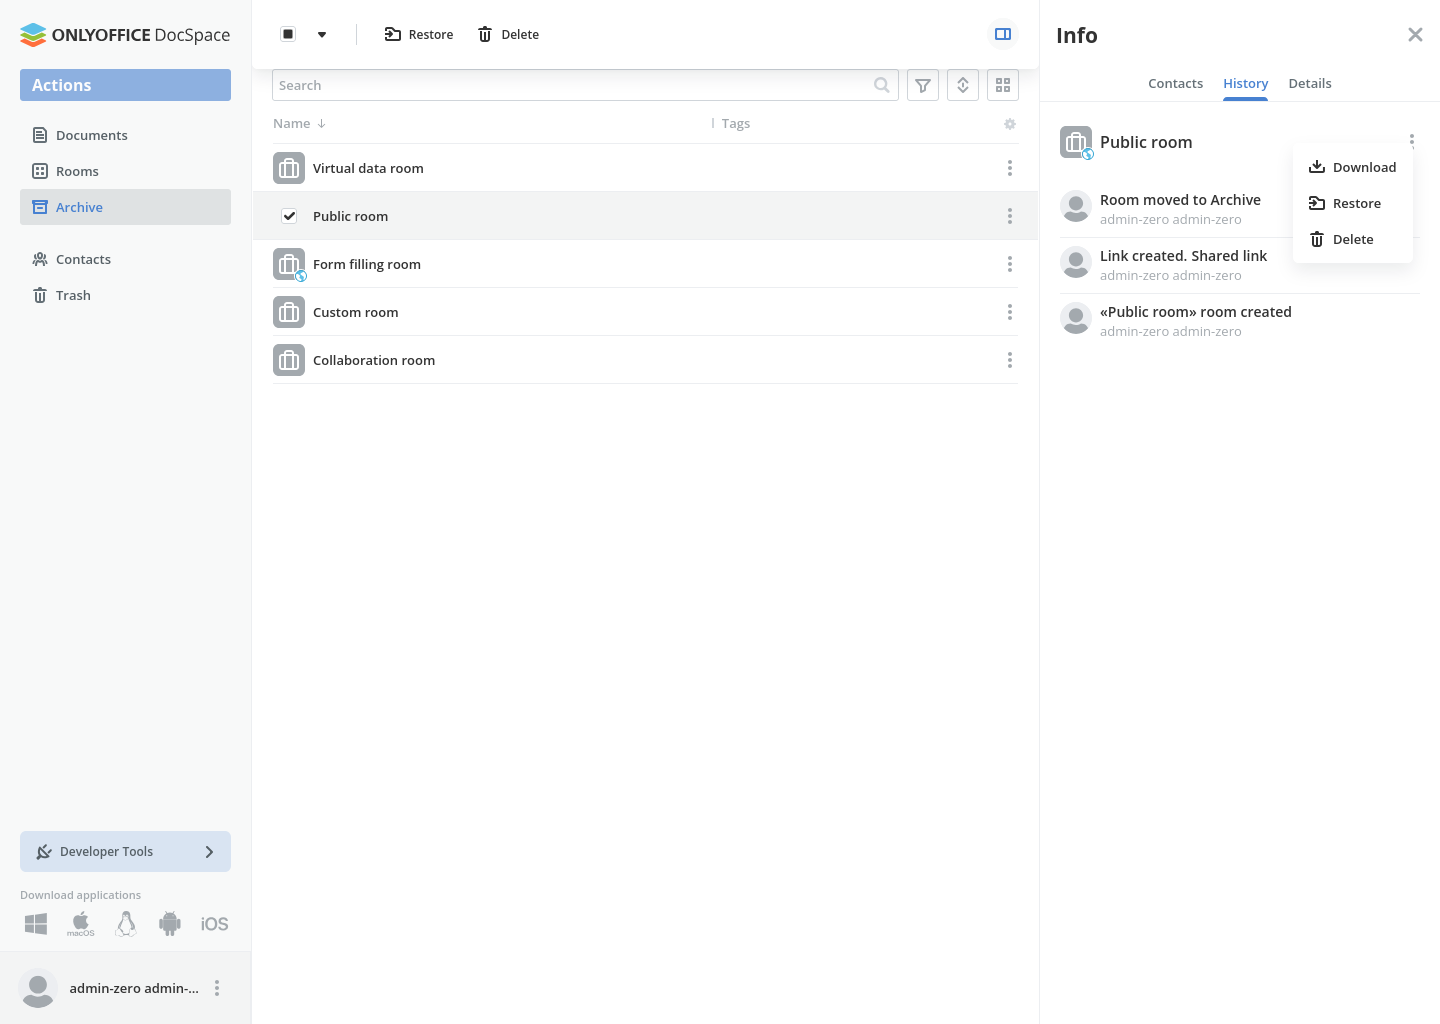 ONLYOFFICE DocSpace
Actions
Documents
Rooms
Archive
Contacts
Trash
Developer Tools
Download applications
macOS
iOS
admin-zero admin-...
Restore
Delete
Search
Name
Tags
Virtual data room
Public room
Form filling room
Custom room
Collaboration room
Info
Contacts
History
Details
Public room
Download
Restore
Delete
Room moved to Archive
admin-zero admin-zero
Link created. Shared link
admin-zero admin-zero
«Public room» room created
admin-zero admin-zero